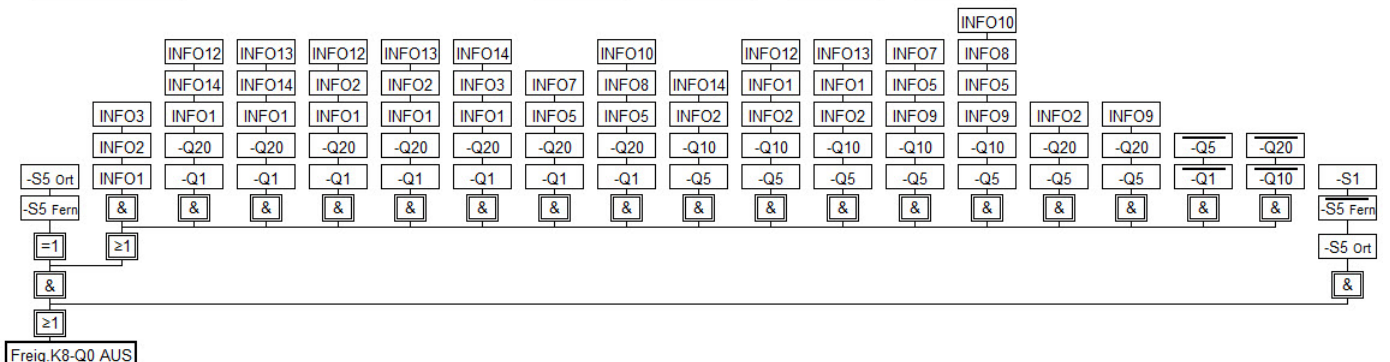 INFO10
INFO12 INFO13 INFO12 INFO13 INFO14 INFO10 INFO12 INFO13 INFO7 INFO8
INFO14 INFO14 INFO2 INFO2 INFO3 INFO7 INFO8 INFO14 INFO1 INFO1 INFO5 INFO5
INFO3 INFO1 INFO1 INFO1 INFO1 INFO1 INFO5 INFO5 INFO2 INFO2 INFO2 INFO9 INFO9 INFO2 INFO9
INFO2 -Q20 -Q20 -Q20 -Q20 -Q20 -Q20 -Q20 -Q10 -Q10 -Q10 -Q10 -Q10 -Q20 -Q20 -Q5 -Q20
-S5 Ort INFO1 -Q1 -Q1 -Q1 -Q1 -Q1 -Q1 -Q1 -Q5 -Q5 -Q5 -Q5 -Q5 -Q5 -Q5 -Q1 -Q10 -S1
-S5 Fern & & & & & & & & & & & & & & & & & -S5 Fern
=1 ≥1 -S5 Ort
& &
≥1
Freig.K8-Q0 AUS